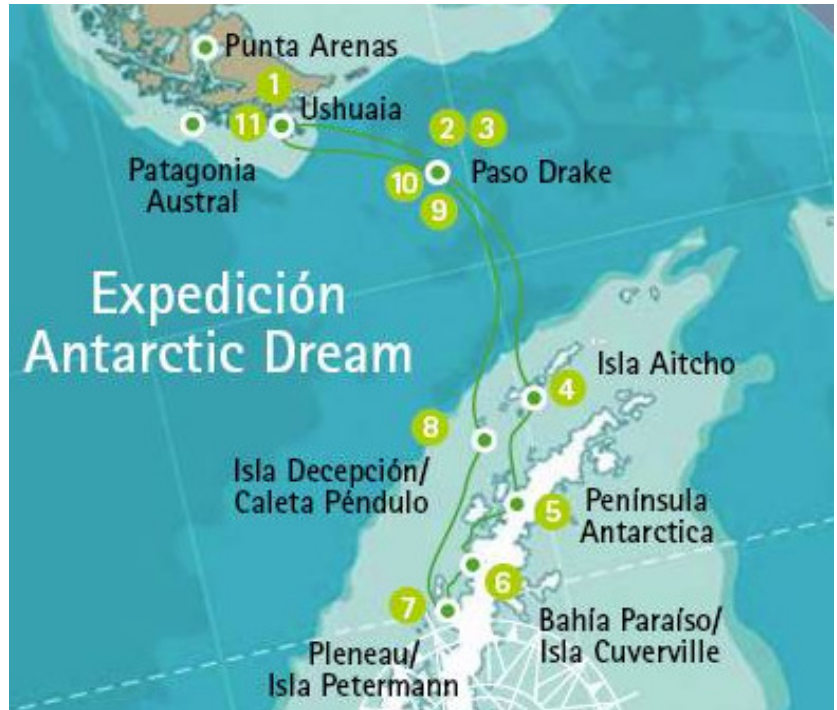 Punta Arenas
1
11
Ushuaia
2
3
Patagonia
Austral
10
Paso Drake
9
Expedición
Antarctic Dream
Isla Aitcho
4
8
Isla Decepción/
Caleta Péndulo
Península
Antarctica
5
6
7
Bahía Paraíso/
Isla Cuverville
Pleneau/
Isla Petermann